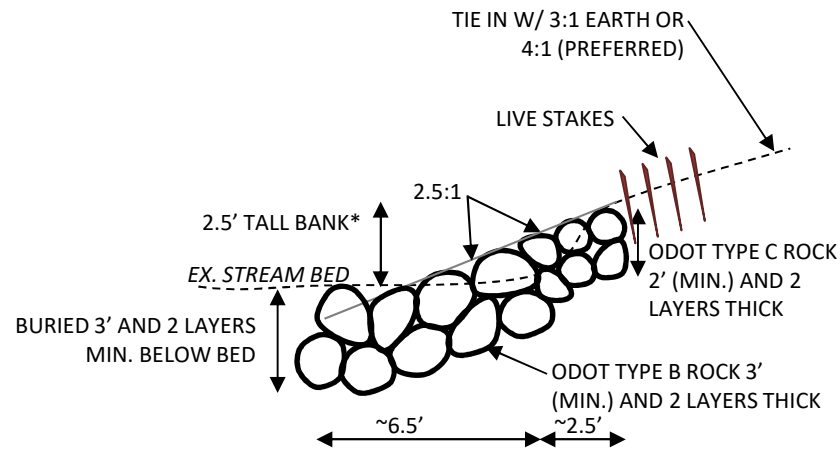 TIE IN W/ 3:1 EARTH OR
4:1 (PREFERRED)
LIVE STAKES
2.5:1
2.5’ TALL BANK*
EX. STREAM BED
ODOT TYPE C ROCK
2’ (MIN.) AND 2
LAYERS THICK
BURIED 3’ AND 2 LAYERS
MIN. BELOW BED
ODOT TYPE B ROCK 3’
(MIN.) AND 2 LAYERS THICK
~6.5’
~2.5’